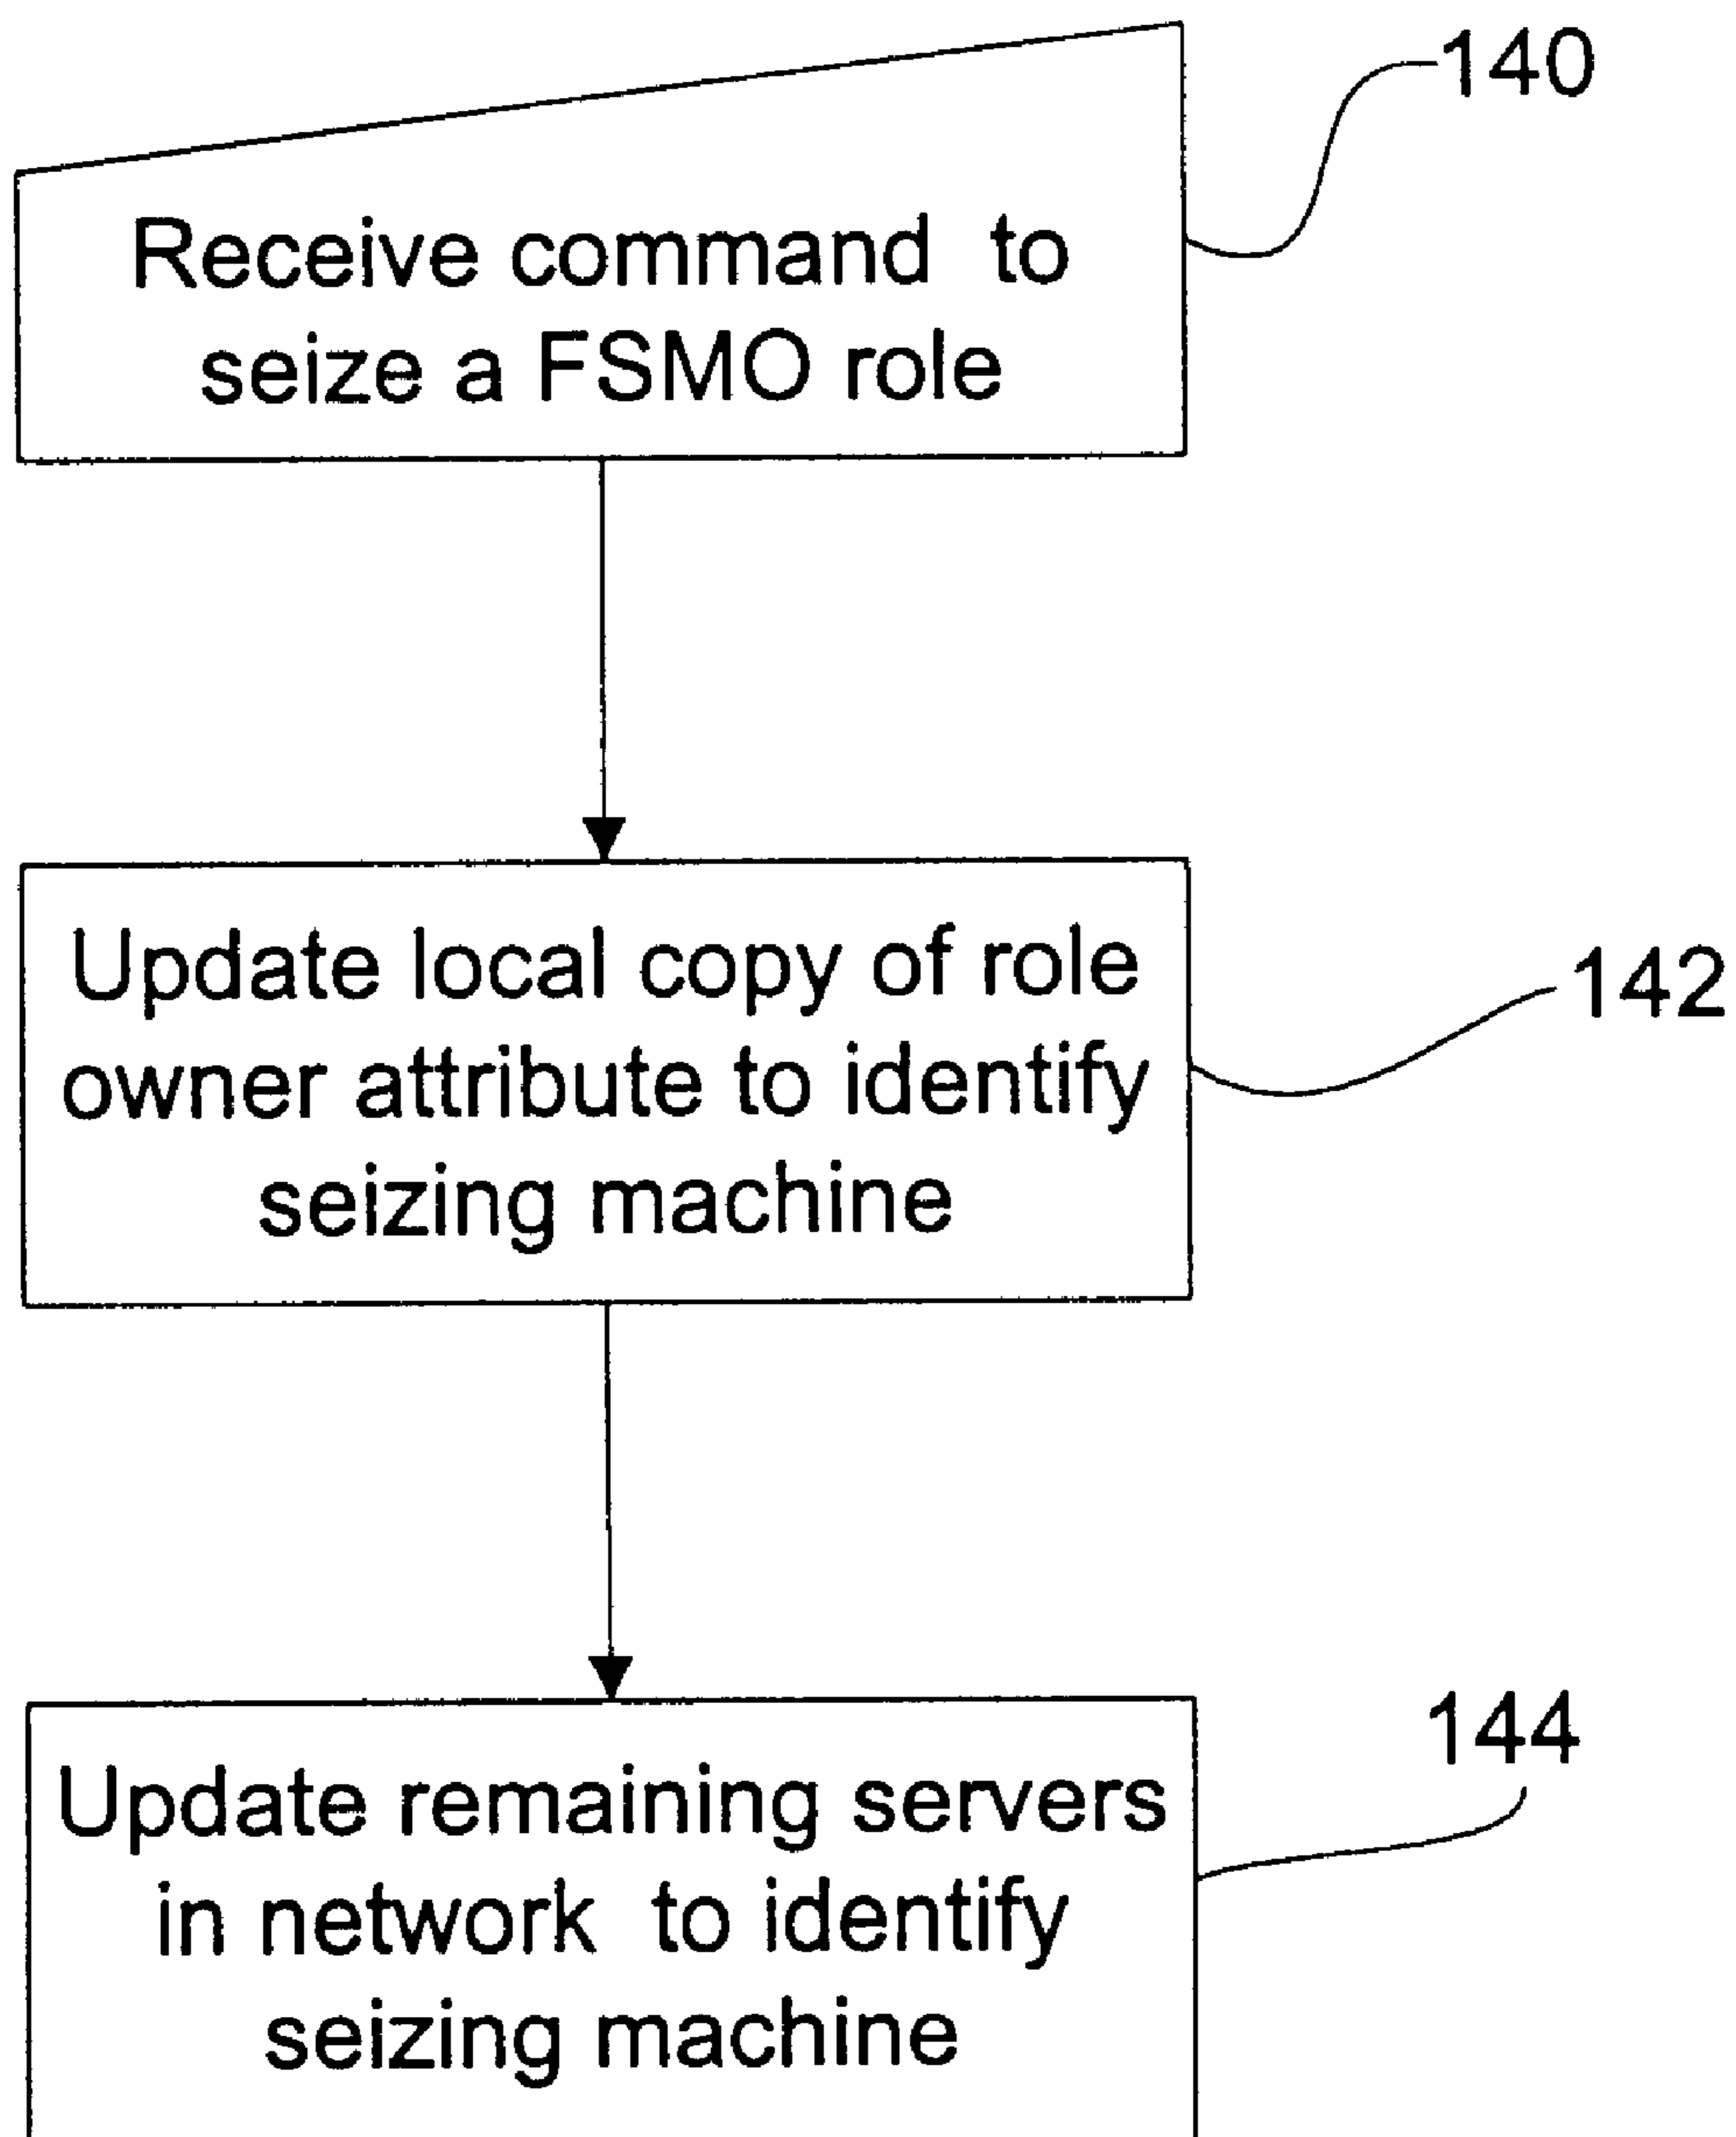 140
Receive command to
seize a FSMO role
Update local copy of role
owner attribute to identify
seizing machine
142
144
Update remaining servers
in network to identify
seizing machine